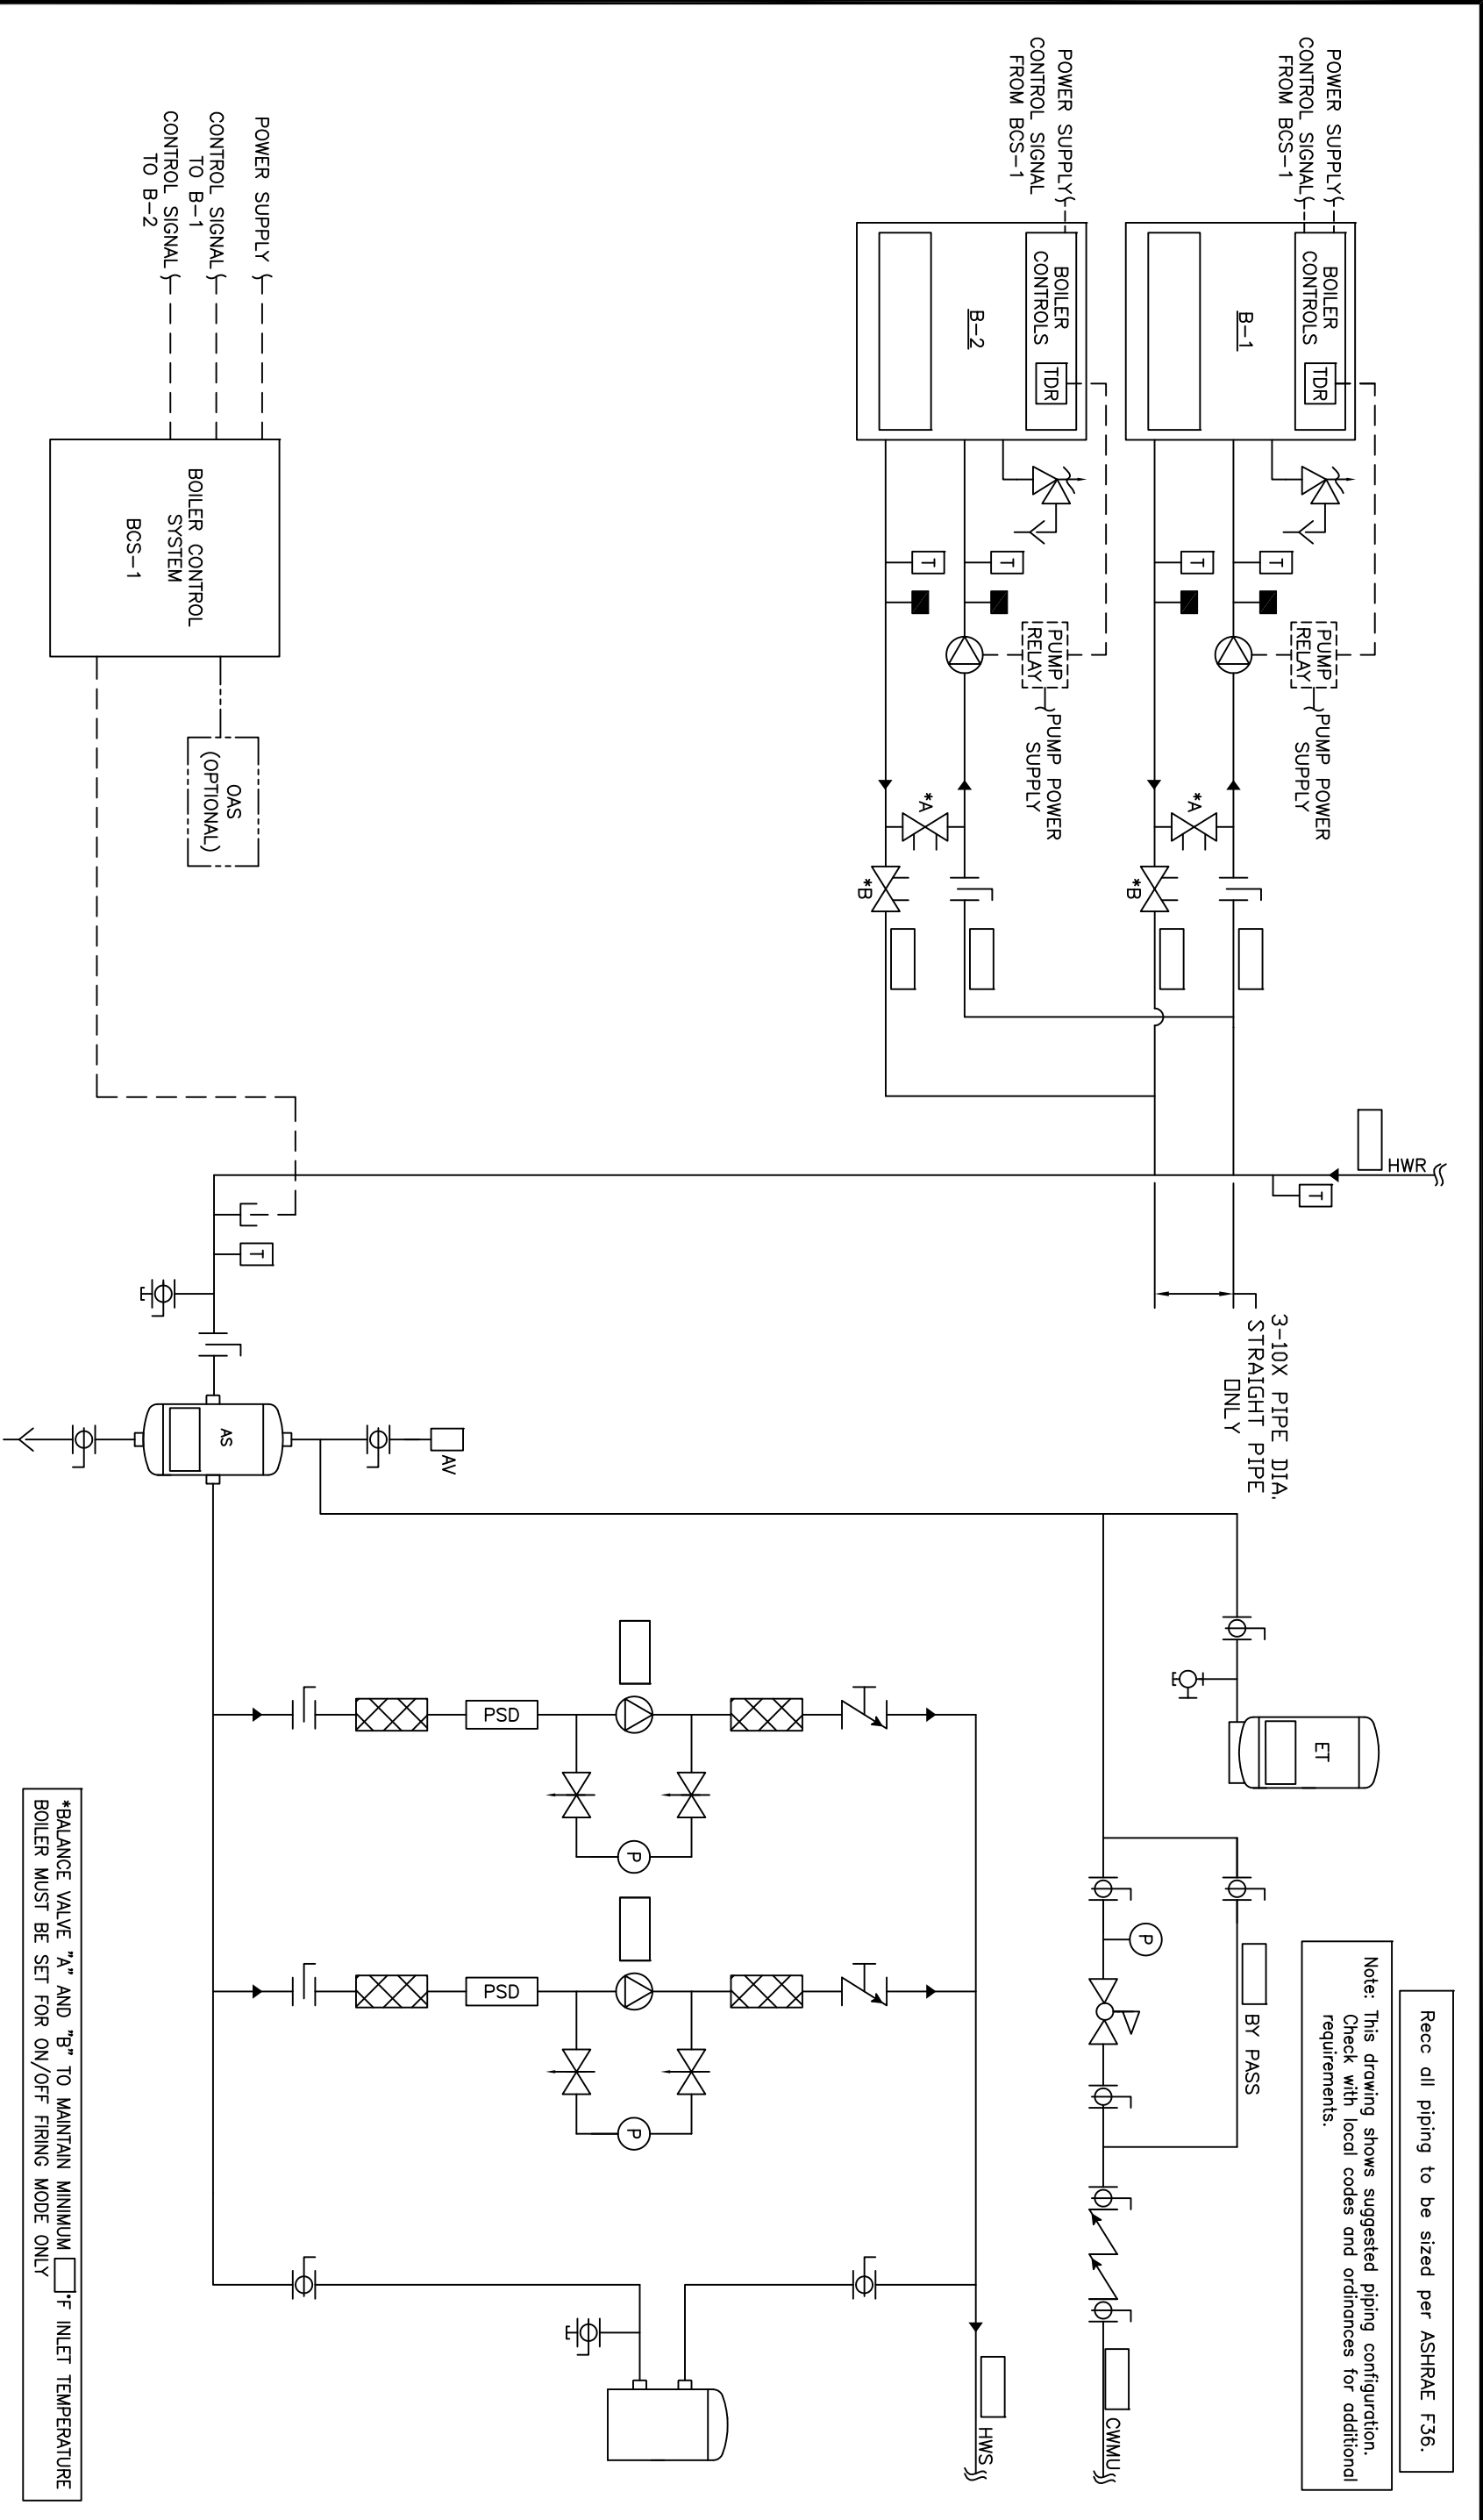 POWER SUPPLY
CONTROL SIGNAL
FROM BCS-1
BOILER
CONTROLS
TDR
B-1
T
T
PUMP
RELAY
PUMP POWER
SUPPLY
*A
*B
POWER SUPPLY
CONTROL SIGNAL
FROM BCS-1
BOILER
CONTROLS
TDR
B-2
T
T
PUMP
RELAY
PUMP POWER
SUPPLY
*A
*B
HWR
T
3-10X PIPE DIA.
STRAIGHT PIPE
ONLY
POWER SUPPLY
CONTROL SIGNAL
TO B-1
CONTROL SIGNAL
TO B-2
BOILER CONTROL
SYSTEM
BCS-1
OAS
(OPTIONAL)
T
AS
AV
ET
PSD
P
PSD
P
P
BY PASS
CWMU
HWS
Recc all piping to be sized per ASHRAE F36.
Note: This drawing shows suggested piping configuration.
Check with local codes and ordinances for additional
requirements.
*BALANCE VALVE "A" AND "B" TO MAINTAIN MINIMUM °F INLET TEMPERATURE
BOILER MUST BE SET FOR ON/OFF FIRING MODE ONLY